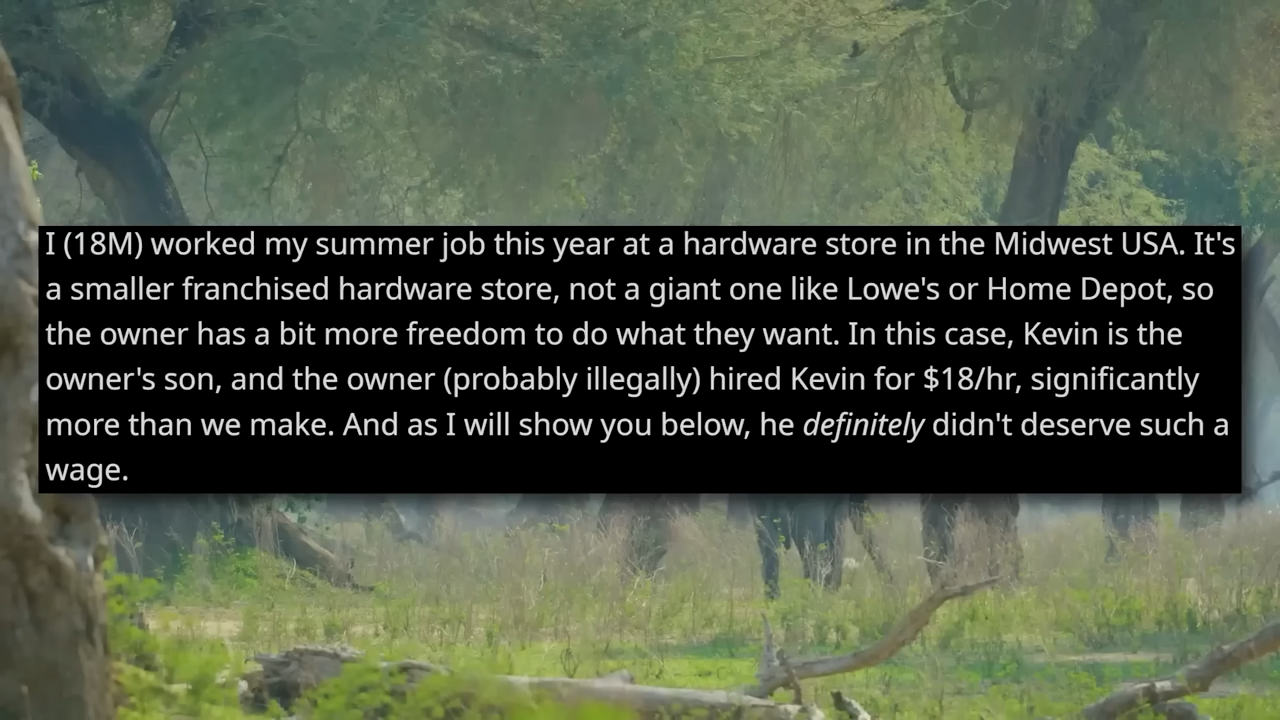 I (18M) worked my summer job this year at a hardware store in the Midwest USA. It's
a smaller franchised hardware store, not a giant one like Lowe's or Home Depot, so
the owner has a bit more freedom to do what they want. In this case, Kevin is the
owner's son, and the owner (probably illegally) hired Kevin for $18/hr, significantly
more than we make. And as I will show you below, he definitely didn't deserve such a
wage.